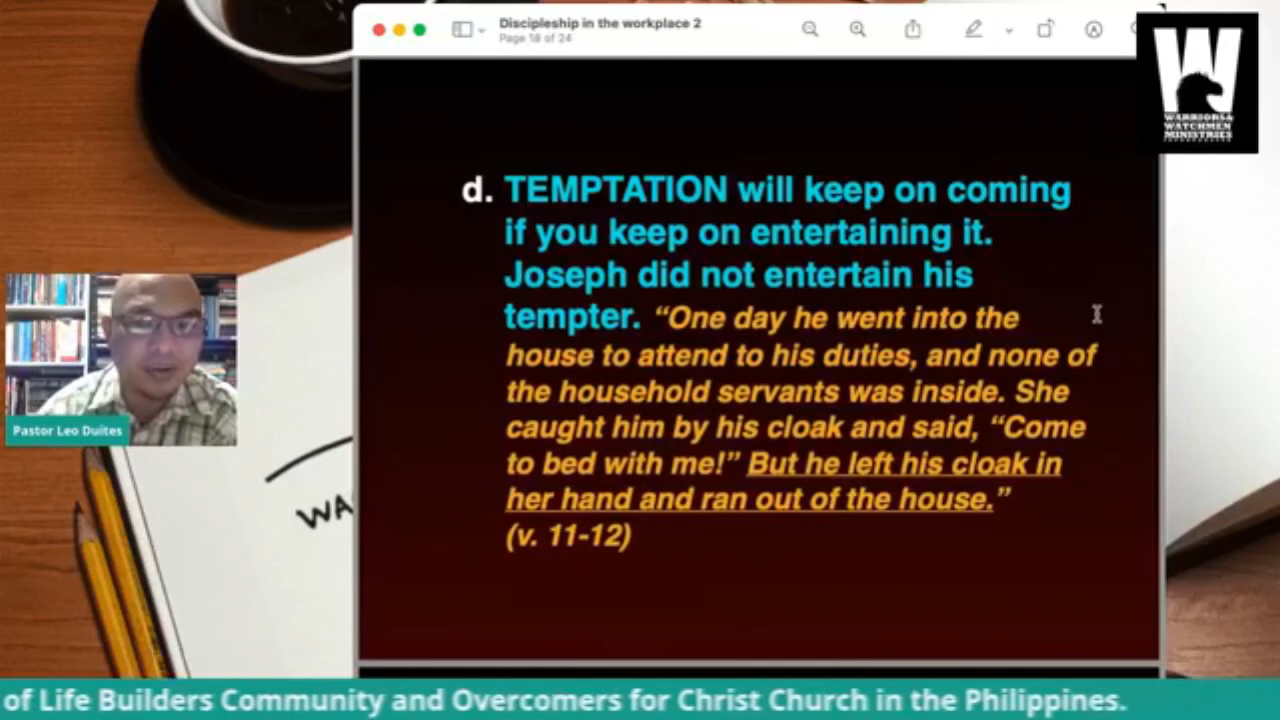 Discipleship in the workplace 2
Page 18 of 24
W
WARRIORS &
WATCHMEN
MINISTRIES
d. TEMPTATION will keep on coming
if you keep on entertaining it.
Joseph did not entertain his
tempter. “One day he went into the
house to attend to his duties, and none of
the household servants was inside. She
caught him by his cloak and said, “Come
to bed with me!” But he left his cloak in
her hand and ran out of the house.”
(v. 11-12)
Pastor Leo Duites
WA
of Life Builders Community and Overcomers for Christ Church in the Philippines.